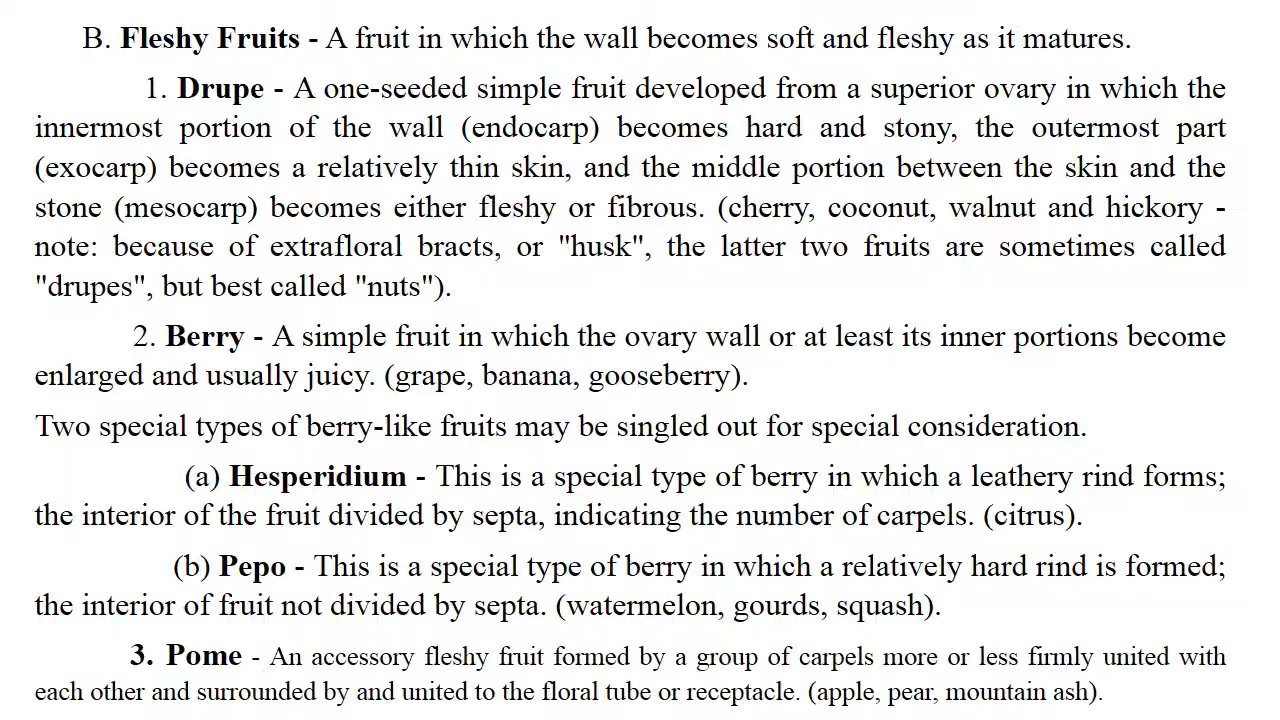 B. Fleshy Fruits - A fruit in which the wall becomes soft and fleshy as it matures.
1. Drupe - A one-seeded simple fruit developed from a superior ovary in which the
innermost portion of the wall (endocarp) becomes hard and stony, the outermost part
(exocarp) becomes a relatively thin skin, and the middle portion between the skin and the
stone (mesocarp) becomes either fleshy or fibrous. (cherry, coconut, walnut and hickory -
note: because of extrafloral bracts, or "husk", the latter two fruits are sometimes called
"drupes", but best called "nuts").
2. Berry - A simple fruit in which the ovary wall or at least its inner portions become
enlarged and usually juicy. (grape, banana, gooseberry).
Two special types of berry-like fruits may be singled out for special consideration.
(a) Hesperidium - This is a special type of berry in which a leathery rind forms;
the interior of the fruit divided by septa, indicating the number of carpels. (citrus).
(b) Pepo - This is a special type of berry in which a relatively hard rind is formed;
the interior of fruit not divided by septa. (watermelon, gourds, squash).
3. Pome - An accessory fleshy fruit formed by a group of carpels more or less firmly united with
each other and surrounded by and united to the floral tube or receptacle. (apple, pear, mountain ash).